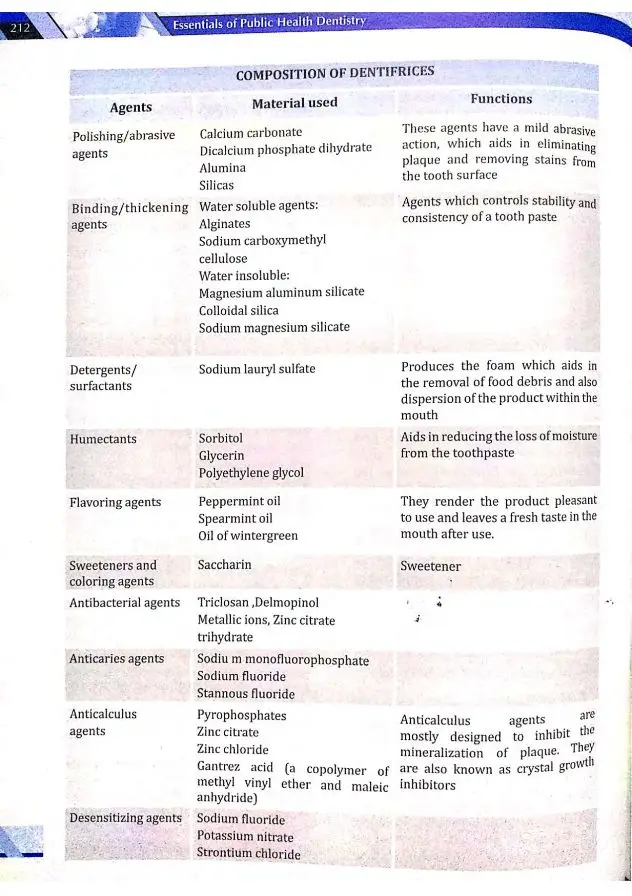 212
Essentials of Public Health Dentistry
COMPOSITION OF DENTIFRICES
Agents
Material used
Functions
Polishing/abrasive
agents
Calcium carbonate
Dicalcium phosphate dihydrate
Alumina
Silicas
These agents have a mild abrasive
action, which aids in eliminating
plaque and removing stains from
the tooth surface
Binding/thickening
agents
Water soluble agents:
Alginates
Sodium carboxymethyl
cellulose
Water insoluble:
Magnesium aluminum silicate
Colloidal silica
Sodium magnesium silicate
Agents which controls stability and
consistency of a tooth paste
Detergents/
surfactants
Sodium lauryl sulfate
Produces the foam which aids in
the removal of food debris and also
dispersion of the product within the
mouth
Humectants
Sorbitol
Glycerin
Polyethylene glycol
Aids in reducing the loss of moisture
from the toothpaste
Flavoring agents
Peppermint oil
Spearmint oil
Oil of wintergreen
They render the product pleasant
to use and leaves a fresh taste in the
mouth after use.
Sweeteners and
coloring agents
Saccharin
Sweetener
Antibacterial agents
Triclosan ,Delmopinol
Metallic ions, Zinc citrate
trihydrate
Anticaries agents
Sodiu m monofluorophosphate
Sodium fluoride
Stannous fluoride
Anticalculus
agents
Pyrophosphates
Zinc citrate
Zinc chloride
Gantrez acid (a copolymer of
methyl vinyl ether and maleic
anhydride)
Anticalculus agents are
mostly designed to inhibit the
mineralization of plaque. They
are also known as crystal growth
inhibitors
Desensitizing agents
Sodium fluoride
Potassium nitrate
Strontium chloride